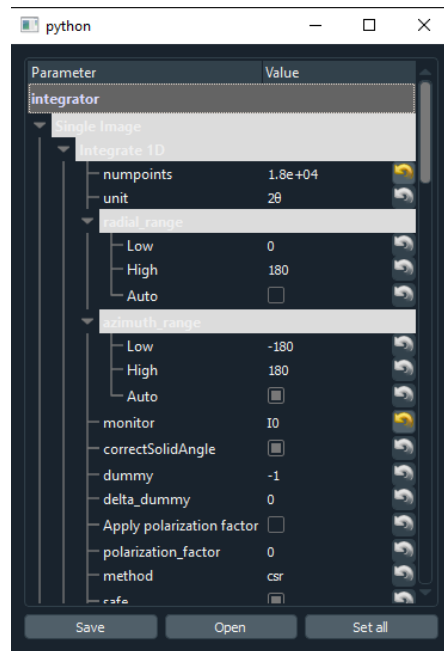 python
Parameter Value
integrator
Single Image
Integrate 1D
numpoints 1.8e+04
unit 2θ
radial_range
Low 0
High 180
Auto
azimuth_range
Low -180
High 180
Auto
monitor I0
correctSolidAngle
dummy -1
delta_dummy 0
Apply polarization factor
polarization_factor 0
method csr
safe
Save Open Set all